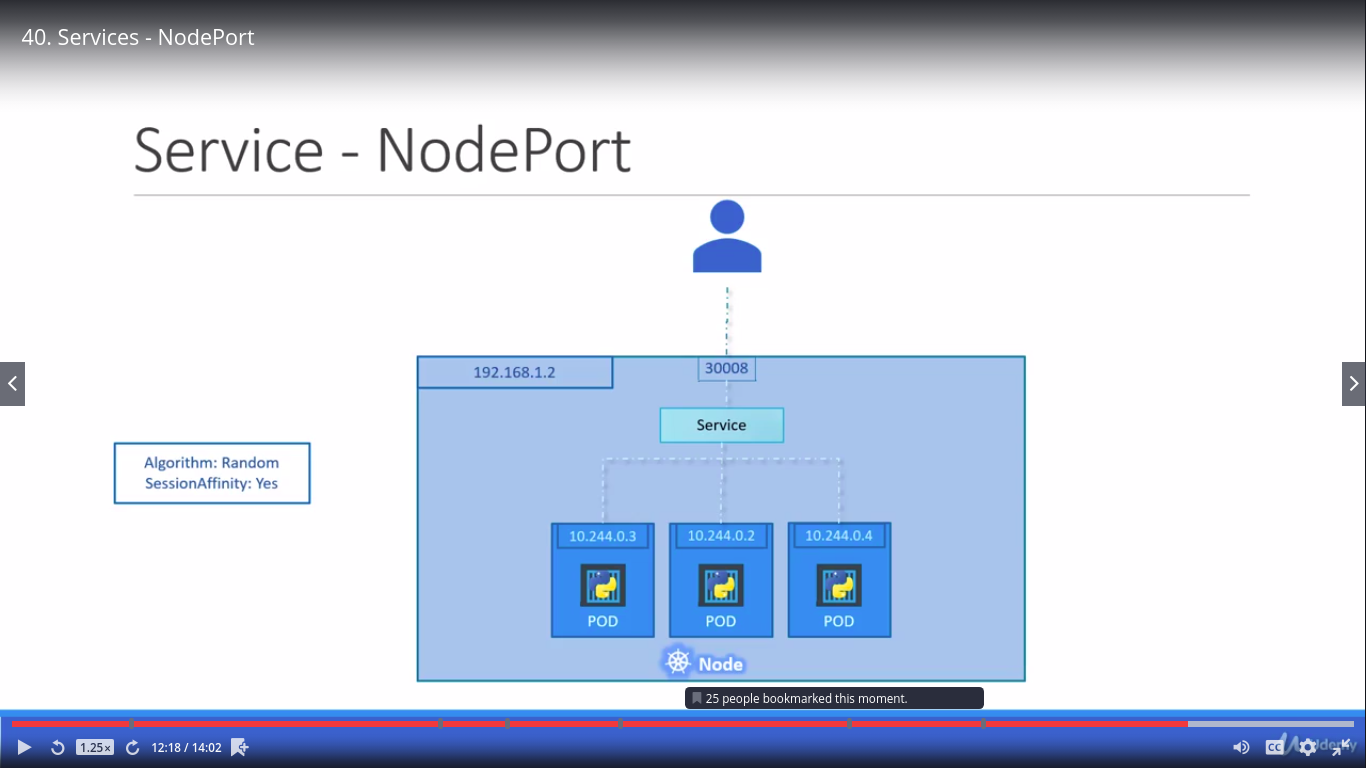 40. Services - NodePort
Service - NodePort
192.168.1.2
30008
Service
Algorithm: Random
SessionAffinity: Yes
10.244.0.3
10.244.0.2
10.244.0.4
POD
POD
POD
Node
25 people bookmarked this moment.
1.25×
12:18 / 14:02
CC
Udemy